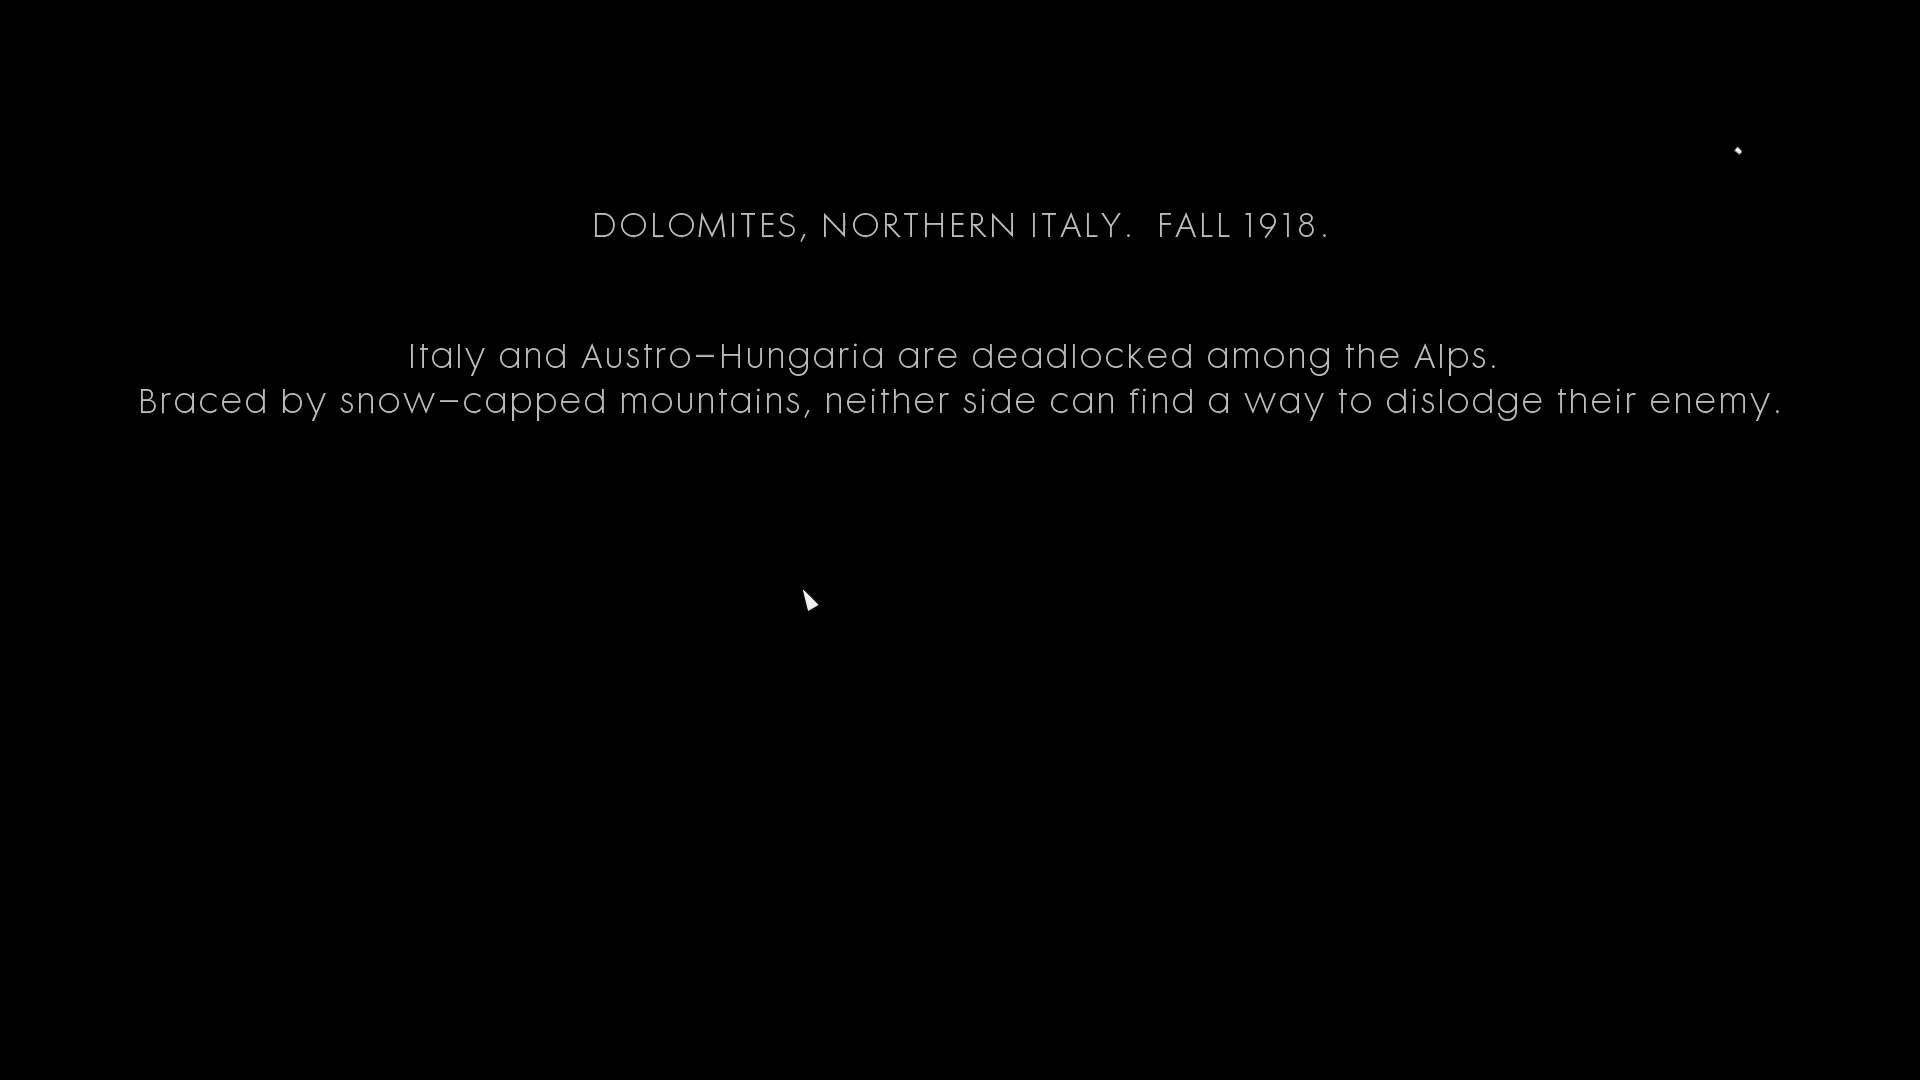 DOLOMITES, NORTHERN ITALY.  FALL 1918.
Italy and Austro-Hungaria are deadlocked among the Alps.
Braced by snow-capped mountains, neither side can find a way to dislodge their enemy.